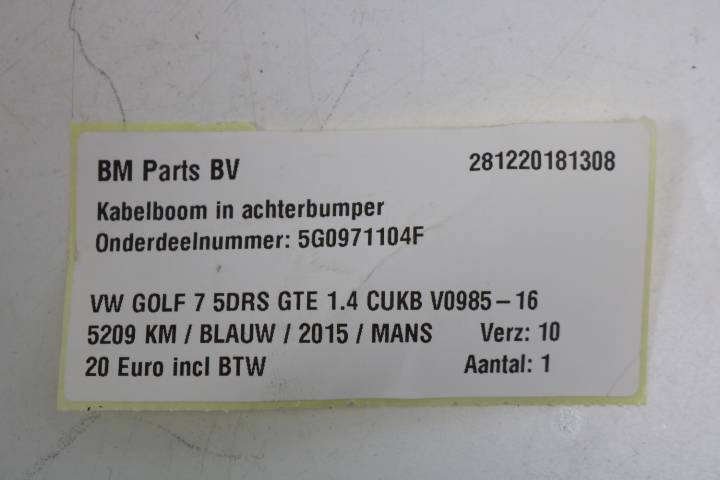 BM Parts BV 281220181308
Kabelboom in achterbumper
Onderdeelnummer: 5G0971104F
VW GOLF 7 5DRS GTE 1.4 CUKB V0985-16
5209 KM / BLAUW / 2015 / MANS Verz: 10
20 Euro incl BTW Aantal: 1